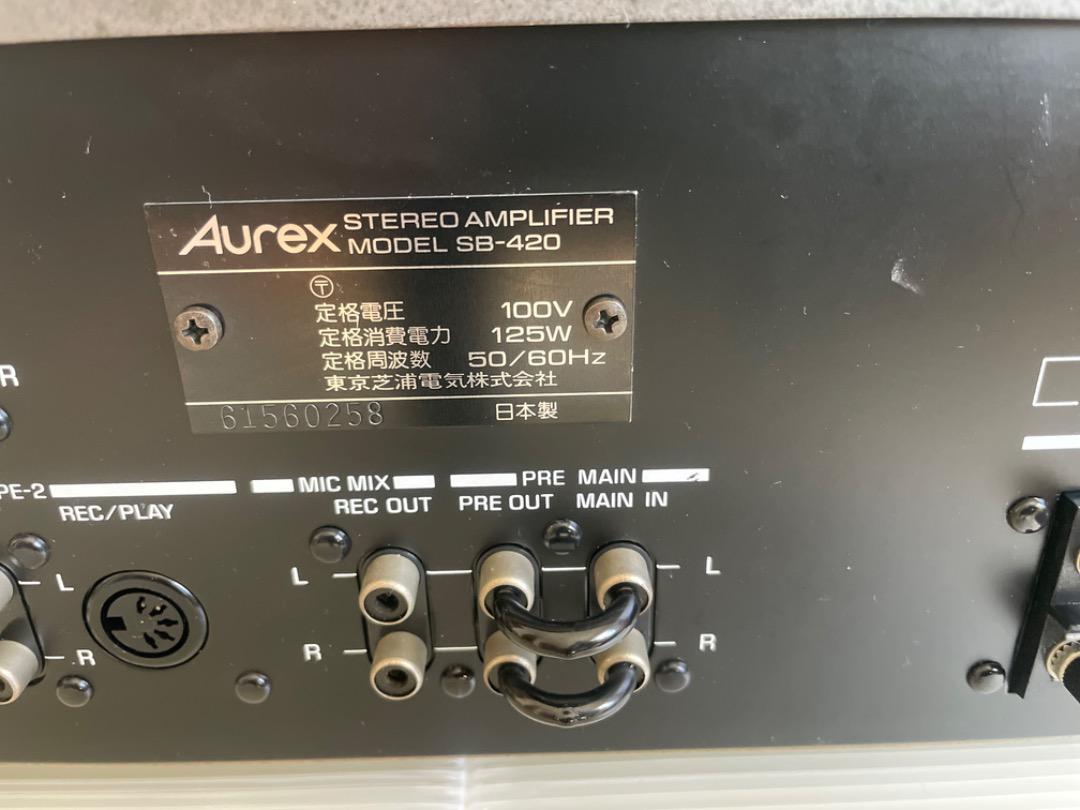 Aurex STEREO AMPLIFIER
MODEL SB-420
〒
定格電圧 100V
定格消費電力 125W
定格周波数 50/60Hz
東京芝浦電気株式会社
61560258 日本製
R
PE-2 MIC MIX PRE MAIN
REC/PLAY REC OUT PRE OUT MAIN IN
L L L
R R R